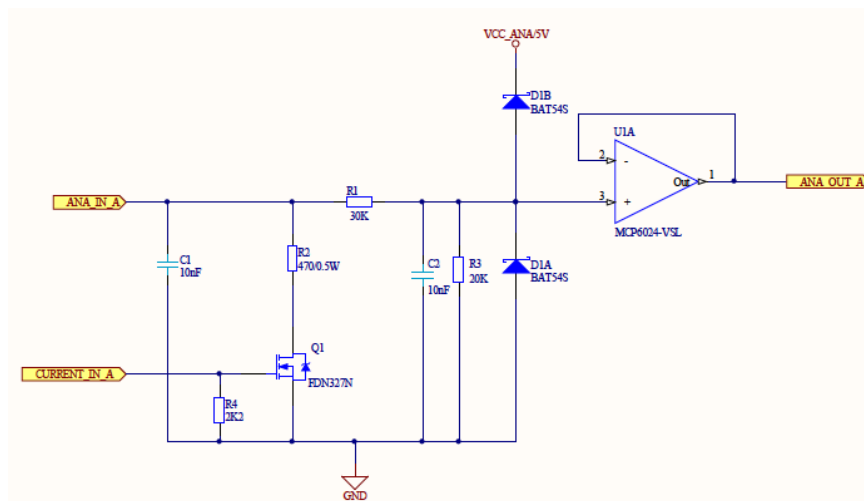 VCC_ANA/5V
D1B
BAT54S
U1A
2
-
1
Out
ANA_OUT_A
3
+
MCP6024-VSL
ANA_IN_A
R1
30K
C1
10nF
R2
470/0.5W
C2
10nF
R3
20K
D1A
BAT54S
Q1
FDN327N
CURRENT_IN_A
R4
2K2
GND